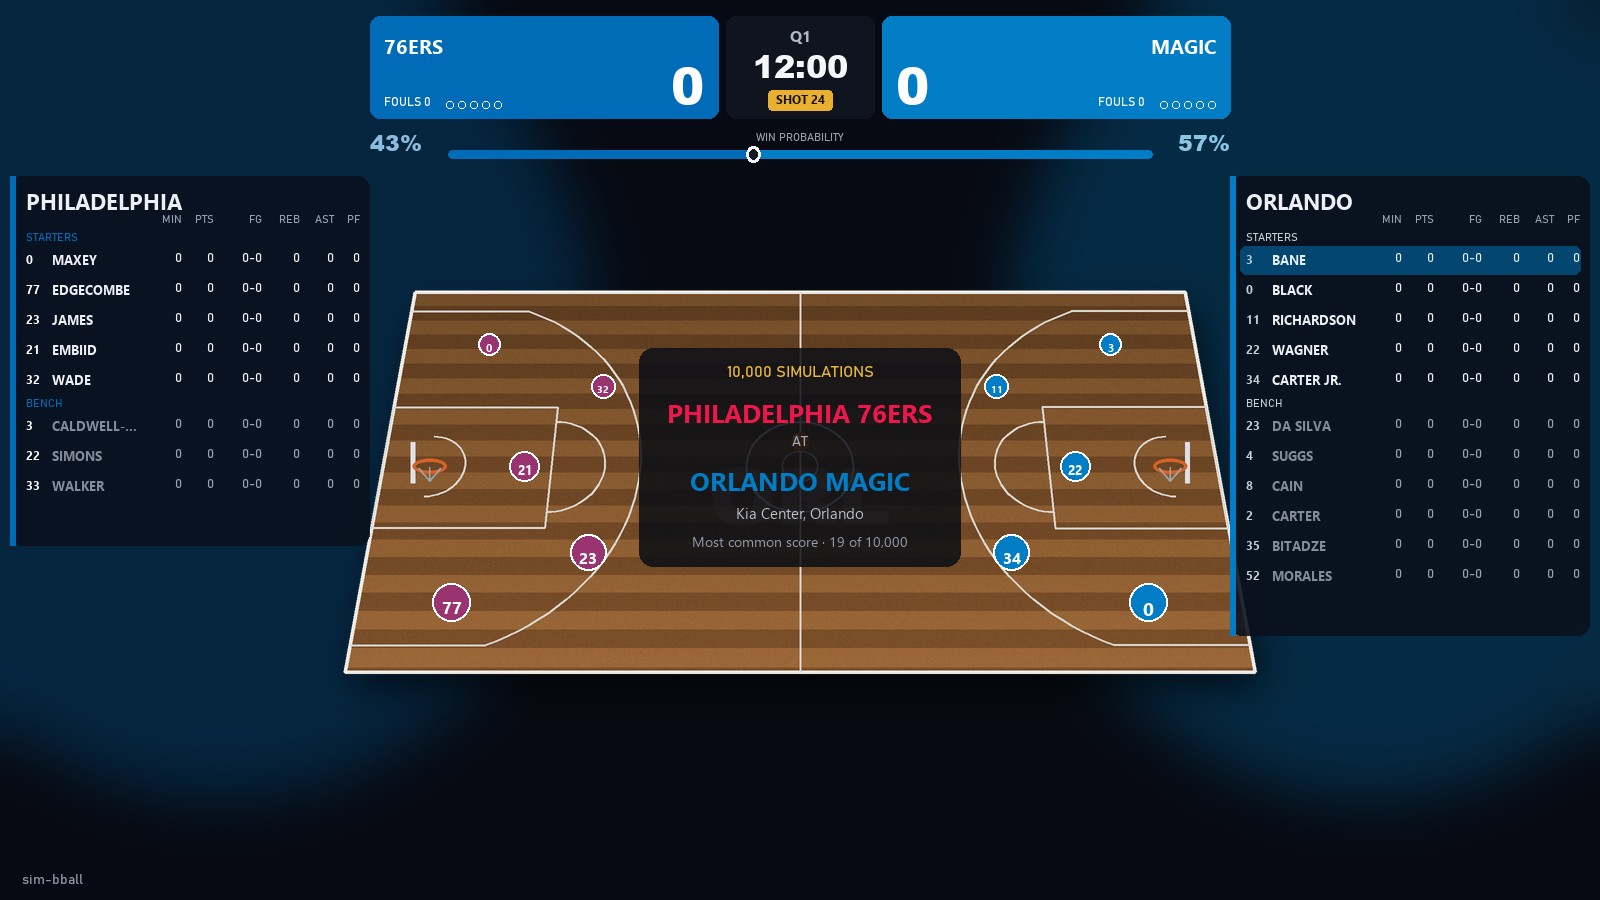 76ERS
0
FOULS 0
Q1
12:00
SHOT 24
MAGIC
0
FOULS 0
43%
WIN PROBABILITY
57%
PHILADELPHIA
MIN PTS FG REB AST PF
STARTERS
0 MAXEY 0 0 0-0 0 0 0
77 EDGECOMBE 0 0 0-0 0 0 0
23 JAMES 0 0 0-0 0 0 0
21 EMBIID 0 0 0-0 0 0 0
32 WADE 0 0 0-0 0 0 0
BENCH
3 CALDWELL-... 0 0 0-0 0 0 0
22 SIMONS 0 0 0-0 0 0 0
33 WALKER 0 0 0-0 0 0 0
ORLANDO
MIN PTS FG REB AST PF
STARTERS
3 BANE 0 0 0-0 0 0 0
0 BLACK 0 0 0-0 0 0 0
11 RICHARDSON 0 0 0-0 0 0 0
22 WAGNER 0 0 0-0 0 0 0
34 CARTER JR. 0 0 0-0 0 0 0
BENCH
23 DA SILVA 0 0 0-0 0 0 0
4 SUGGS 0 0 0-0 0 0 0
8 CAIN 0 0 0-0 0 0 0
2 CARTER 0 0 0-0 0 0 0
35 BITADZE 0 0 0-0 0 0 0
52 MORALES 0 0 0-0 0 0 0
0
32
21
23
77
10,000 SIMULATIONS
PHILADELPHIA 76ERS
AT
ORLANDO MAGIC
Kia Center, Orlando
Most common score · 19 of 10,000
3
11
22
34
0
sim-bball